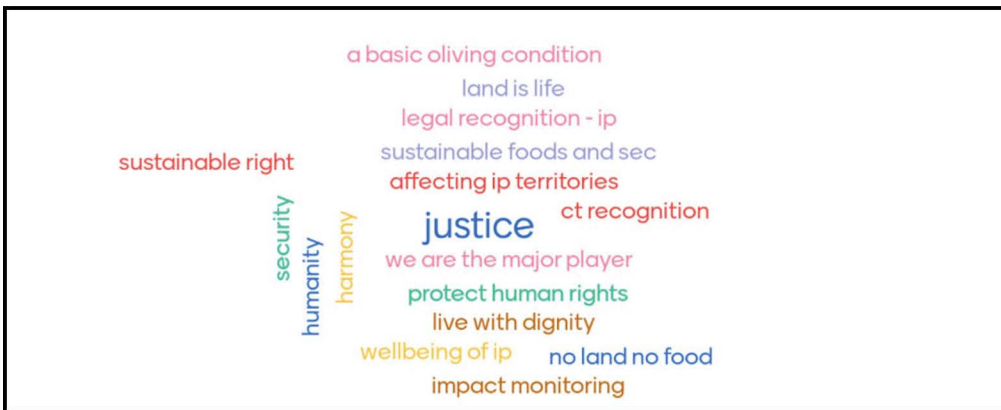 a basic oliving condition
land is life
legal recognition - ip
sustainable foods and sec
sustainable right
affecting ip territories
ct recognition
security
humanity
harmony
justice
we are the major player
protect human rights
live with dignity
wellbeing of ip
no land no food
impact monitoring